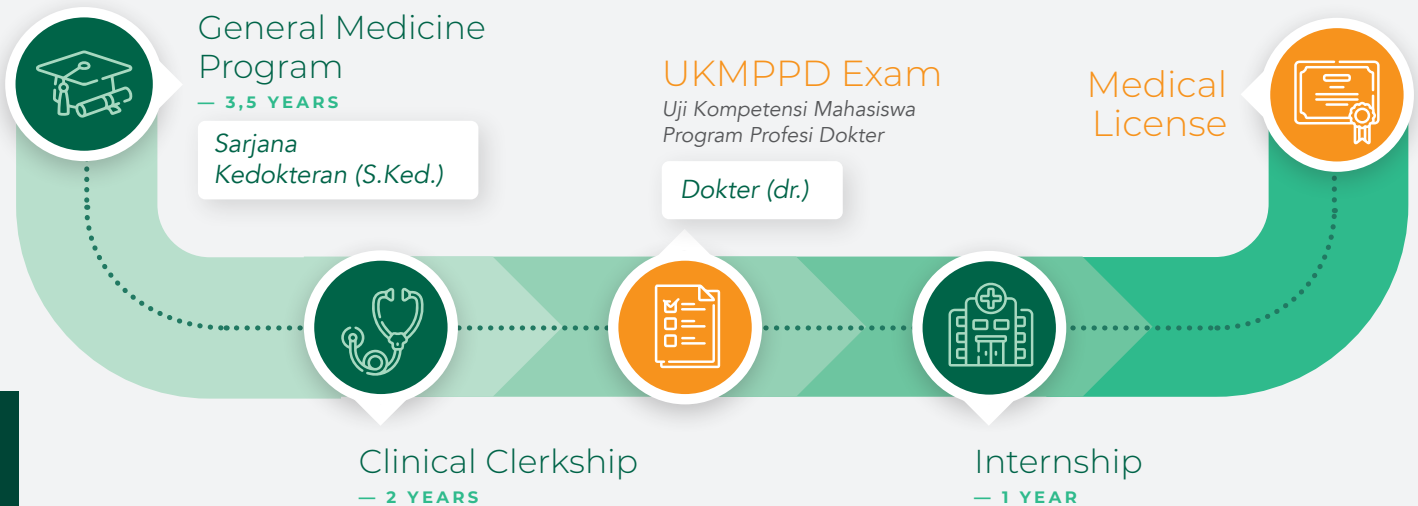 General Medicine
Program
— 3,5 YEARS
Sarjana
Kedokteran (S.Ked.)
Clinical Clerkship
— 2 YEARS
UKMPPD Exam
Uji Kompetensi Mahasiswa
Program Profesi Dokter
Dokter (dr.)
Internship
— 1 YEAR
Medical
License